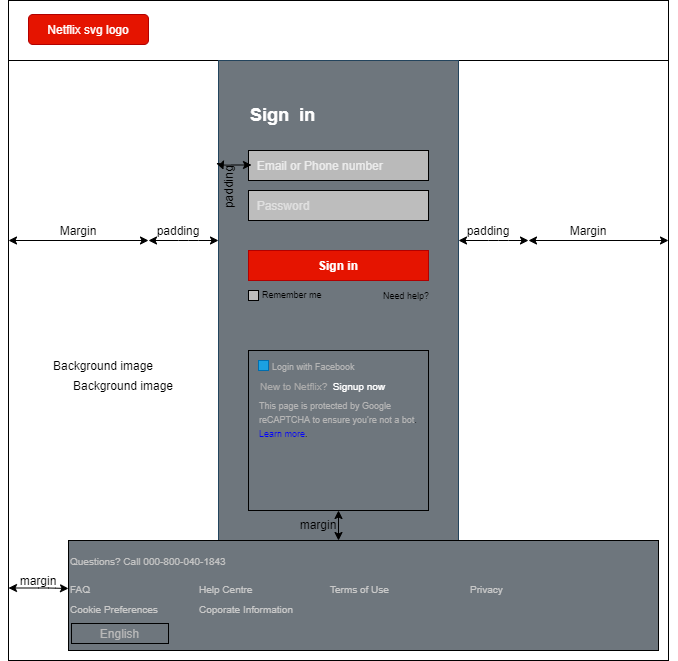 Netflix svg logo
Sign in
Email or Phone number
padding
Password
Margin
padding
padding
Margin
Sign in
Remember me
Need help?
Background image
Background image
Login with Facebook
New to Netflix? Signup now
This page is protected by Google
reCAPTCHA to ensure you're not a bot
Learn more.
margin
Questions? Call 000-800-040-1843
margin
FAQ
Help Centre
Terms of Use
Privacy
Cookie Preferences
Coporate Information
English